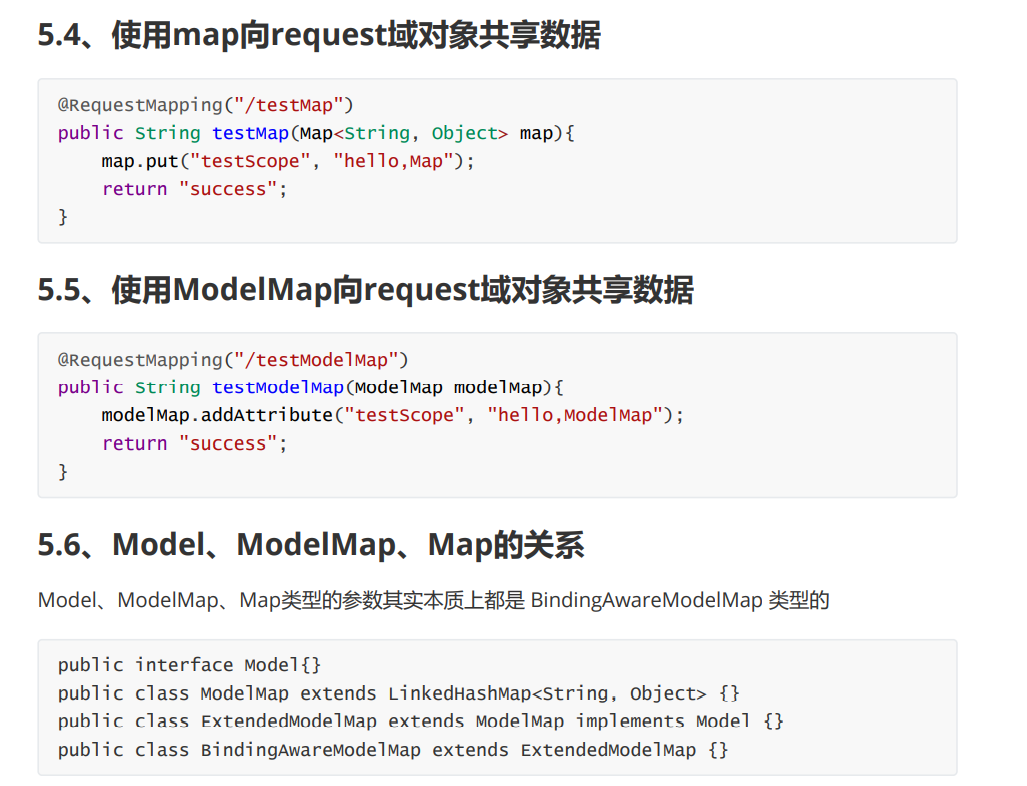 5.4、使用map向request域对象共享数据
@RequestMapping("/testMap")
public String testMap(Map<String, Object> map){
    map.put("testScope", "hello,Map");
    return "success";
}
5.5、使用ModelMap向request域对象共享数据
@RequestMapping("/testModelMap")
public String testModelMap(ModelMap modelMap){
    modelMap.addAttribute("testScope", "hello,ModelMap");
    return "success";
}
5.6、Model、ModelMap、Map的关系
Model、ModelMap、Map类型的参数其实本质上都是 BindingAwareModelMap 类型的
public interface Model{}
public class ModelMap extends LinkedHashMap<String, Object> {}
public class ExtendedModelMap extends ModelMap implements Model {}
public class BindingAwareModelMap extends ExtendedModelMap {}